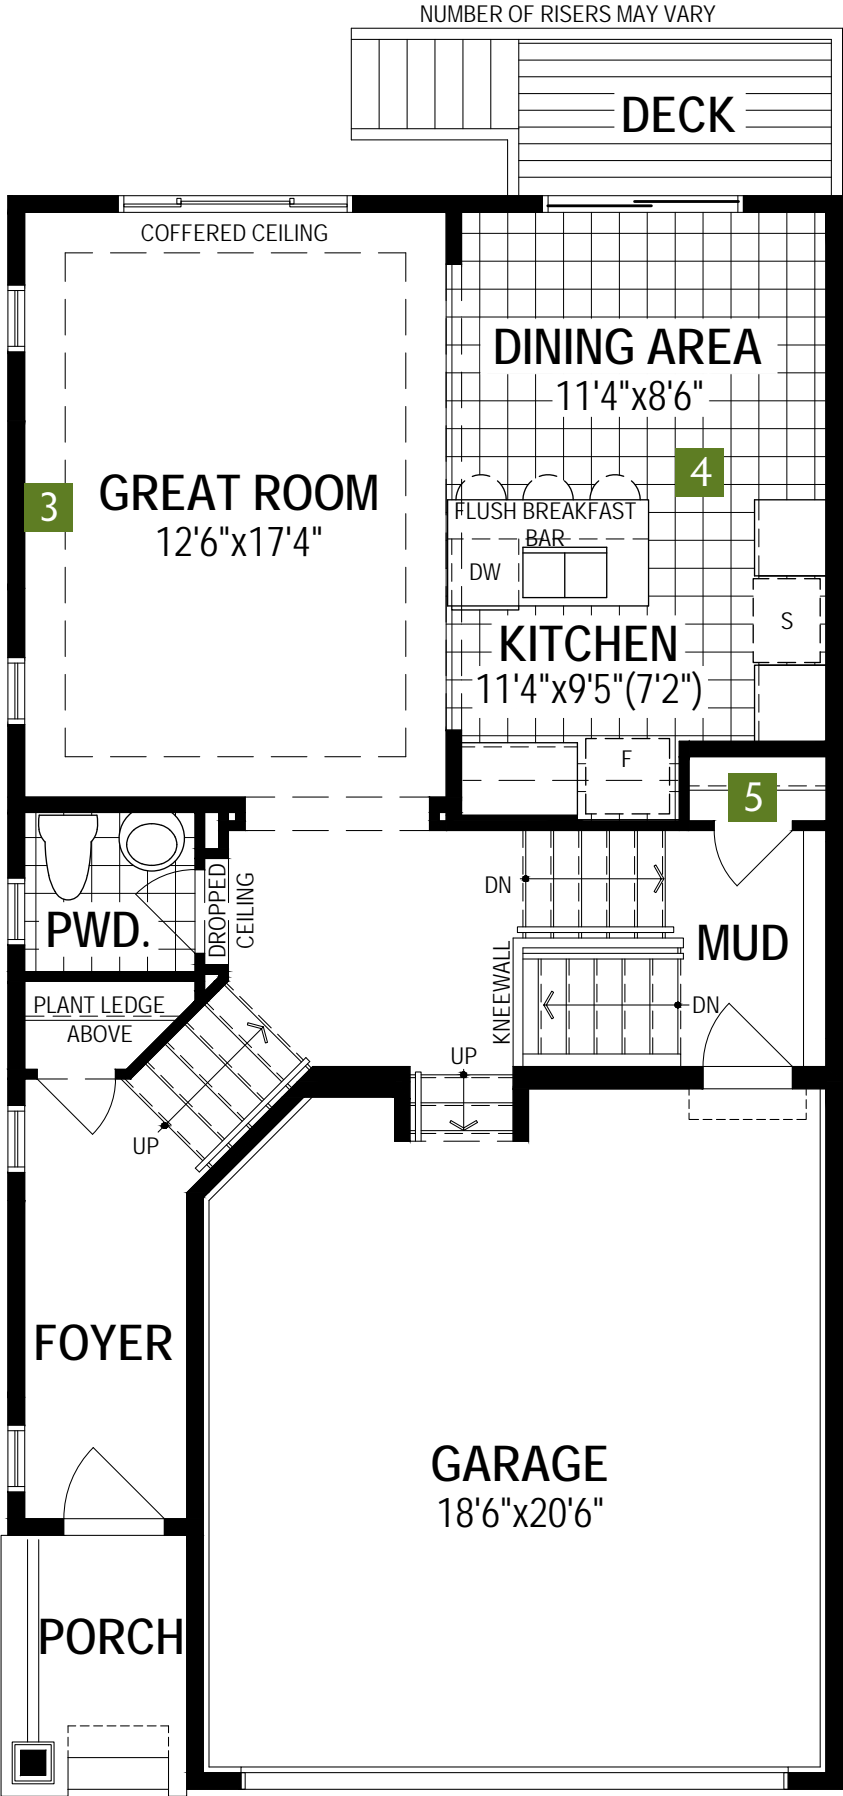 NUMBER OF RISERS MAY VARY
DECK
COFFERED CEILING
DINING AREA
11'4"x8'6"
4
3
GREAT ROOM
12'6"x17'4"
FLUSH BREAKFAST
BAR
DW
S
KITCHEN
11'4"x9'5"(7'2")
F
5
DROPPED
CEILING
DN
PWD.
MUD
KNEEWALL
PLANT LEDGE
ABOVE
DN
UP
UP
FOYER
GARAGE
18'6"x20'6"
PORCH